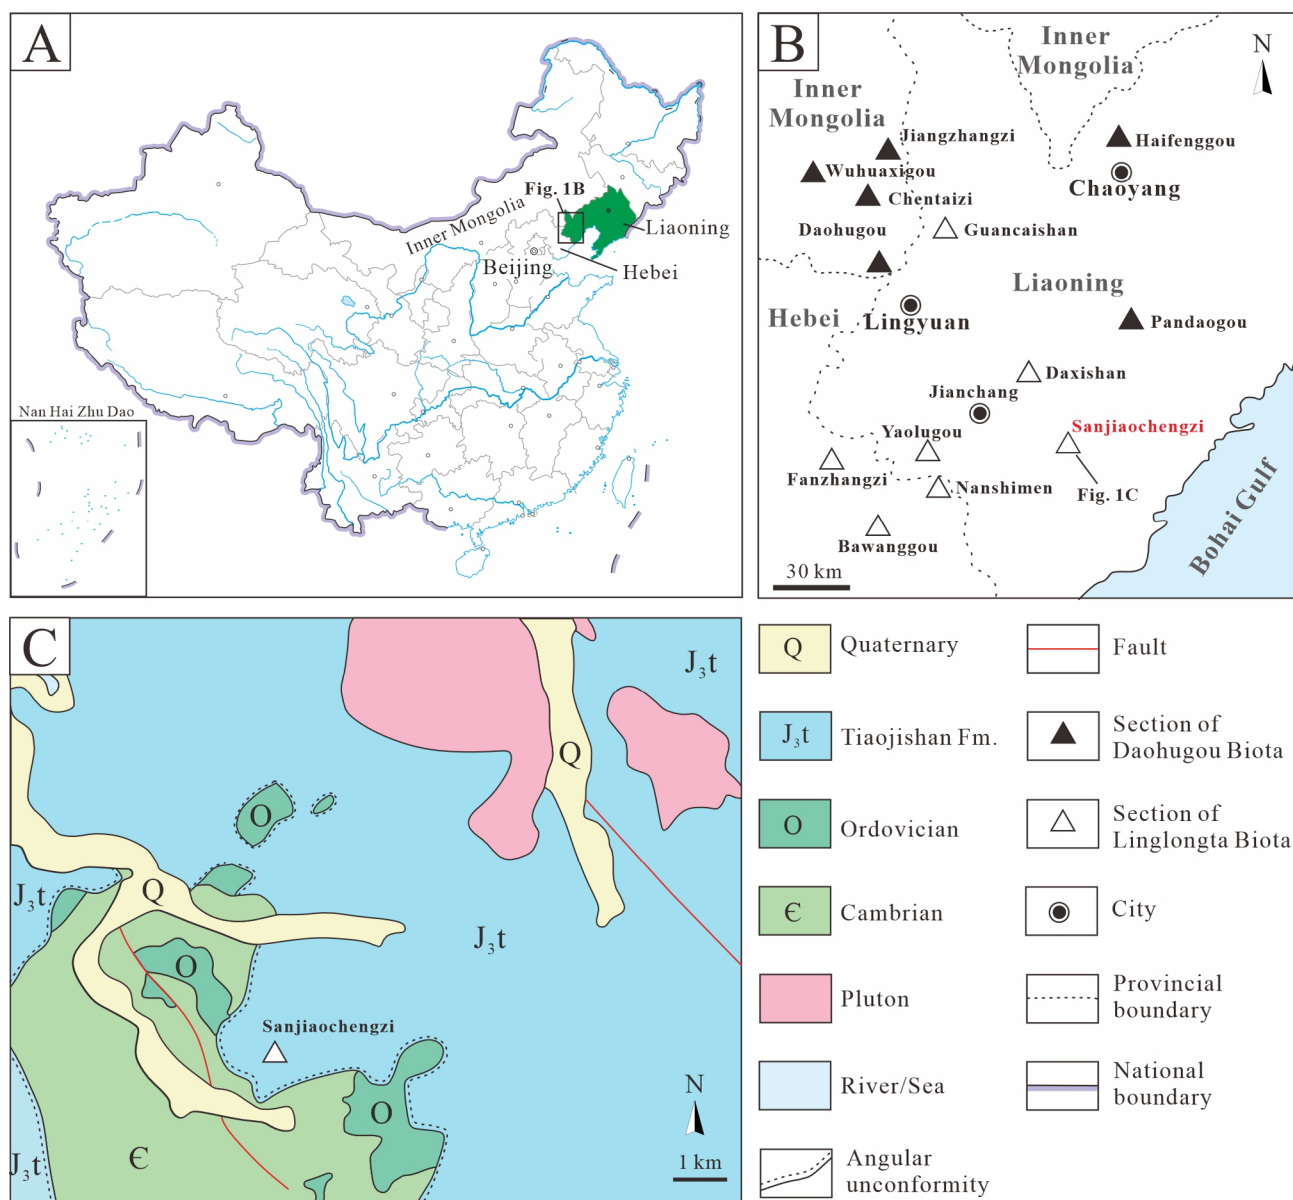 A
Fig. 1B
Inner Mongolia
Liaoning
Beijing
Hebei
Nan Hai Zhu Dao
B
Inner
Mongolia
N
Inner
Mongolia
Jiangzhangzi
Haifenggou
Wuhuaxigou
Chaoyang
Chentaizi
Daohugou
Guancaishan
Liaoning
Hebei
Lingyuan
Pandaogou
Daxishan
Jianchang
Sanjiaochengzi
Yaolugou
Fanzhangzi
Nanshimen
Fig. 1C
Bawanggou
Bohai Gulf
30 km
C
J₃t
Q
O
J₃t
Q
J₃t
O
Sanjiaochengzi
N
O
Є
J₃t
1 km
Q
Quaternary
Fault
J₃t
Tiaojishan Fm.
Section of
Daohugou Biota
O
Ordovician
Section of
Linglongta Biota
Є
Cambrian
City
Pluton
Provincial
boundary
River/Sea
National
boundary
Angular
unconformity